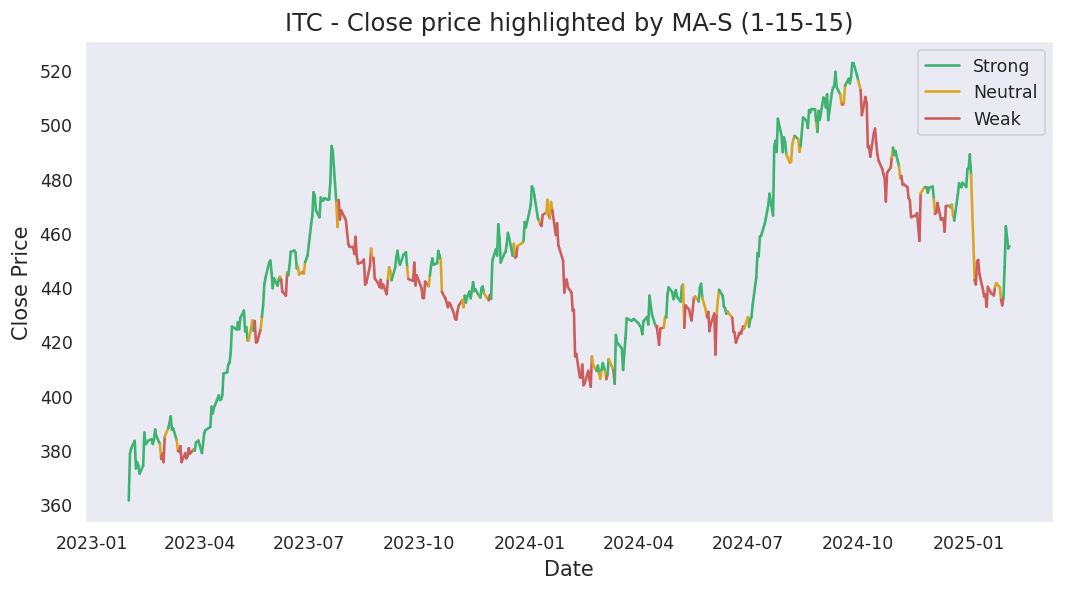 ITC - Close price highlighted by MA-S (1-15-15)
Strong
Neutral
Weak
Close Price
520
500
480
460
440
420
400
380
360
2023-01 2023-04 2023-07 2023-10 2024-01 2024-04 2024-07 2024-10 2025-01
Date